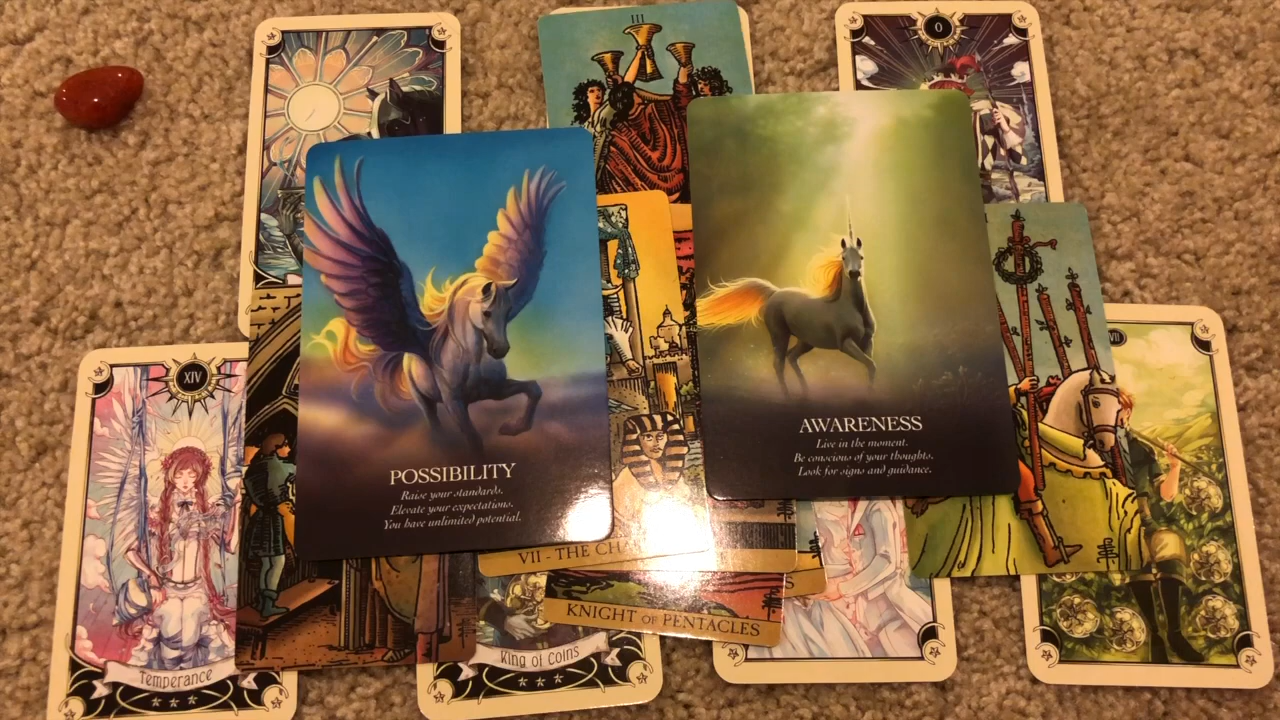 III
0
XIV
VII
POSSIBILITY
Raise your standards.
Elevate your expectations.
You have unlimited potential.
AWARENESS
Live in the moment.
Be conscious of your thoughts.
Look for signs and guidance.
VII - THE CHA
S
KNIGHT OF PENTACLES
King of Coins
Temperance